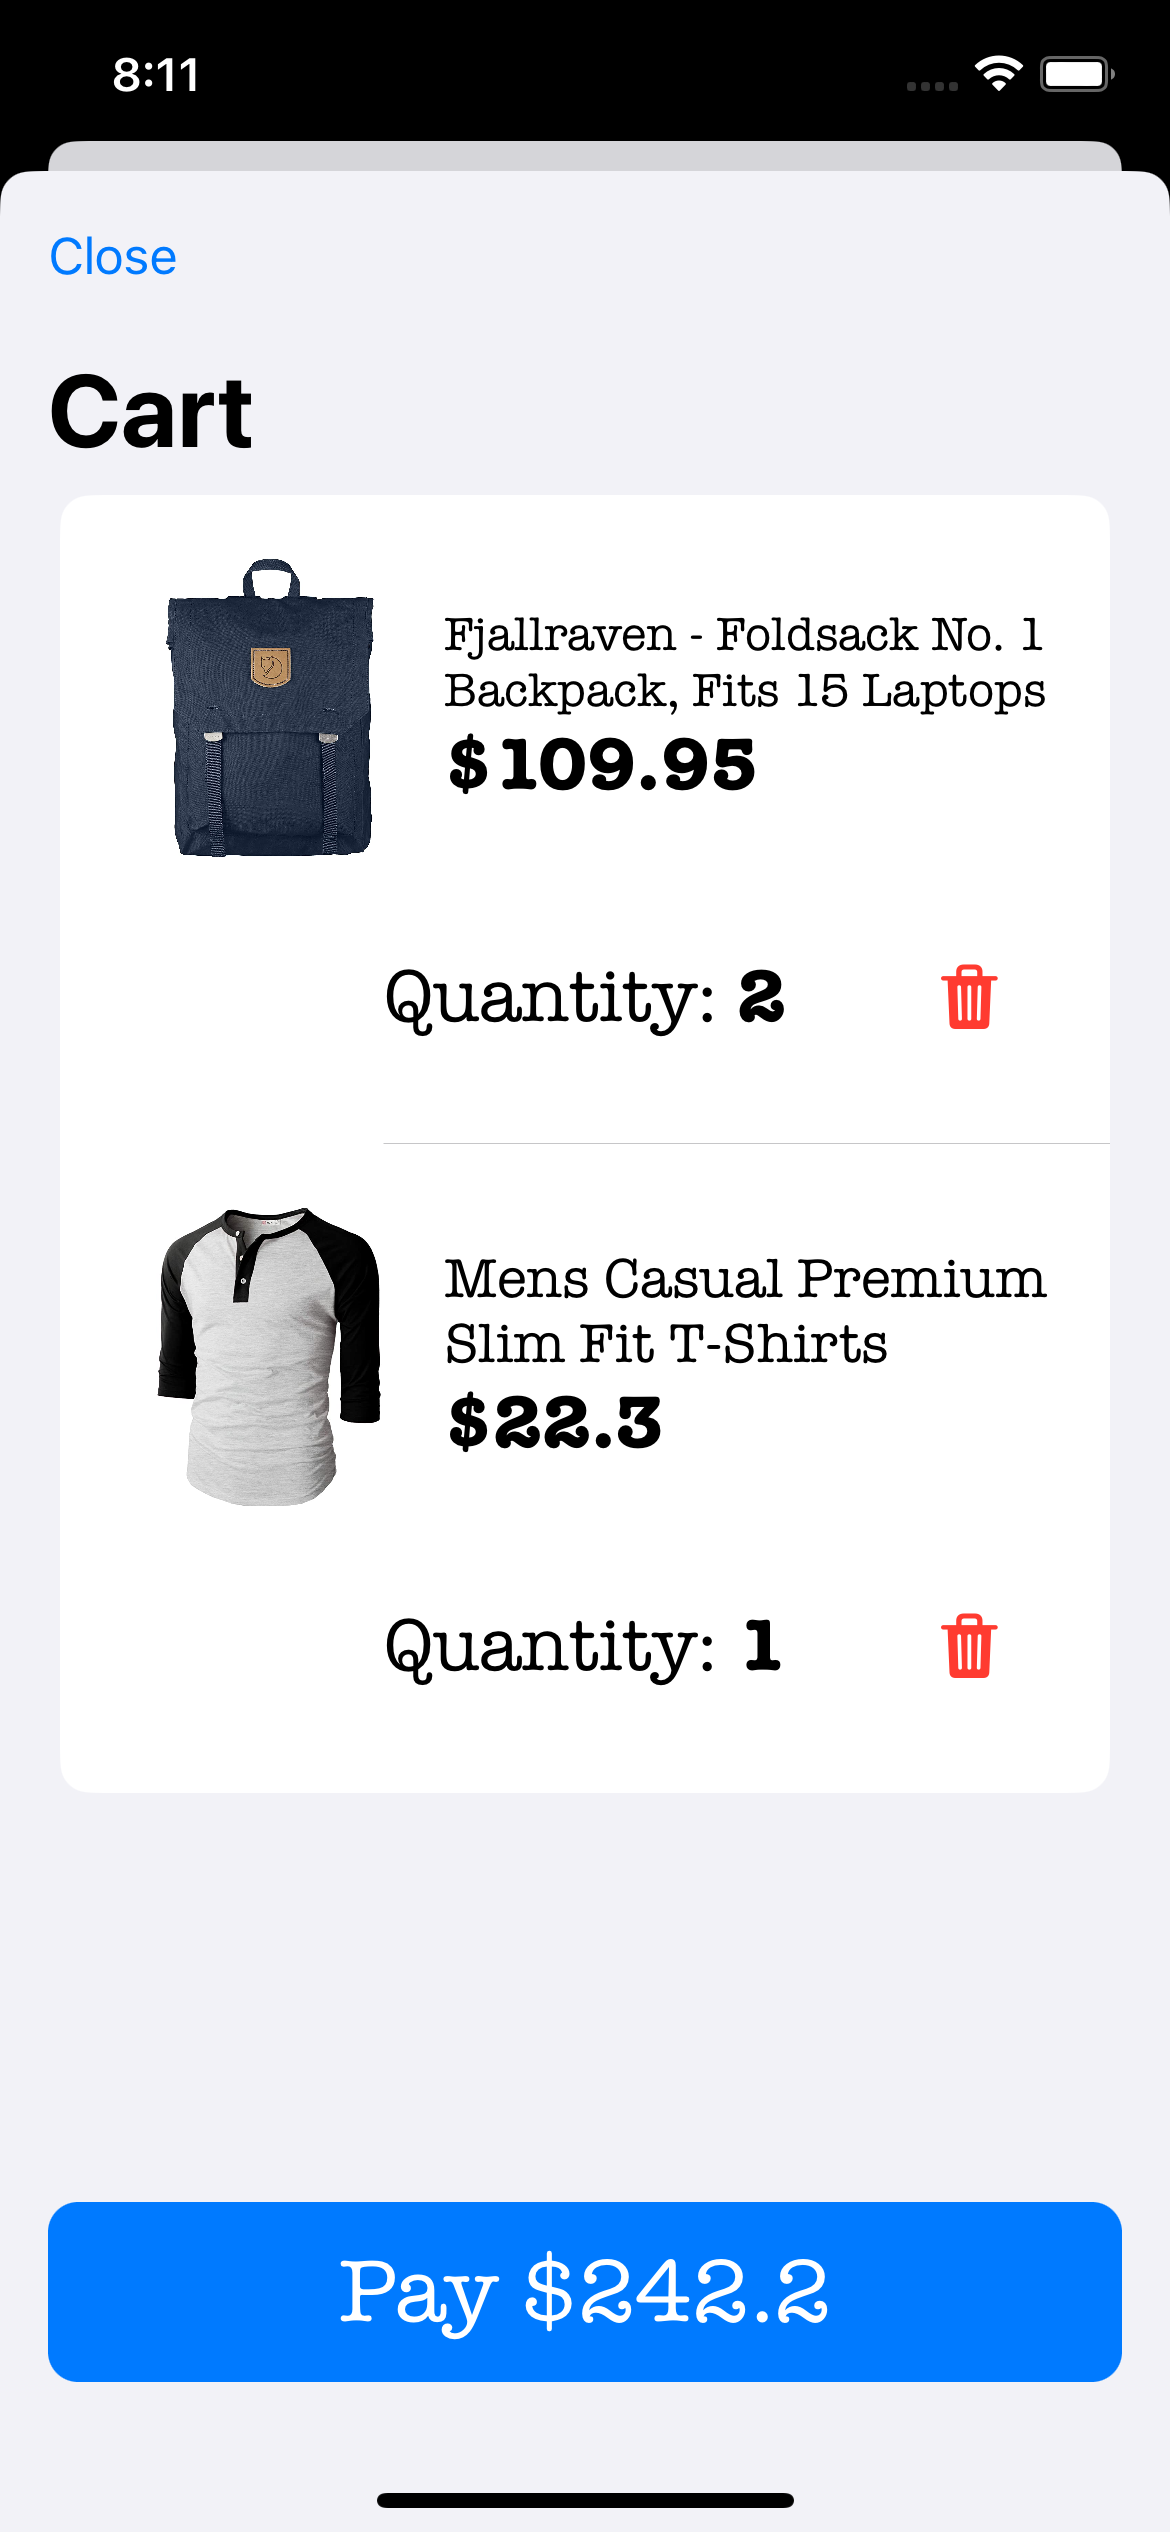 8:11
Close
Cart
Fjallraven - Foldsack No. 1
Backpack, Fits 15 Laptops
$109.95
Quantity: 2
Mens Casual Premium
Slim Fit T-Shirts
$22.3
Quantity: 1
Pay $242.2